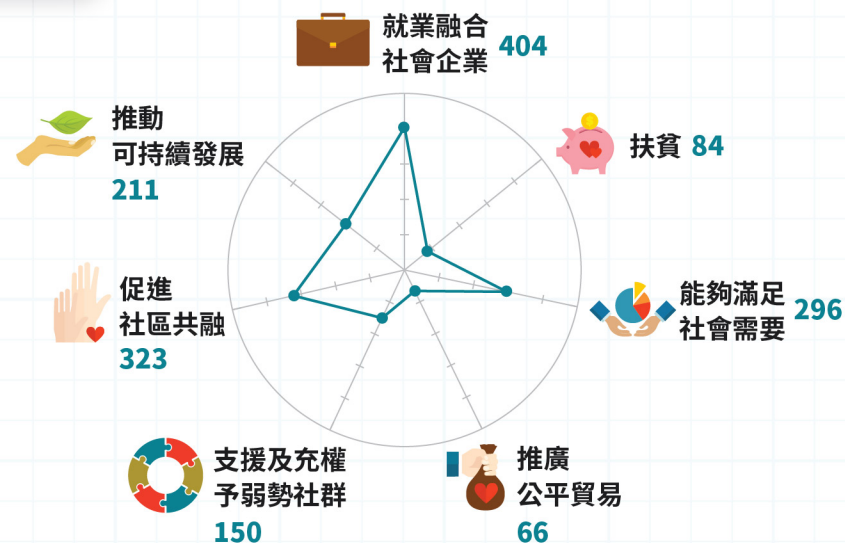 就業融合
社會企業 404
扶貧 84
能夠滿足
社會需要 296
推廣
公平貿易
66
支援及充權
予弱勢社群
150
促進
社區共融
323
推動
可持續發展
211